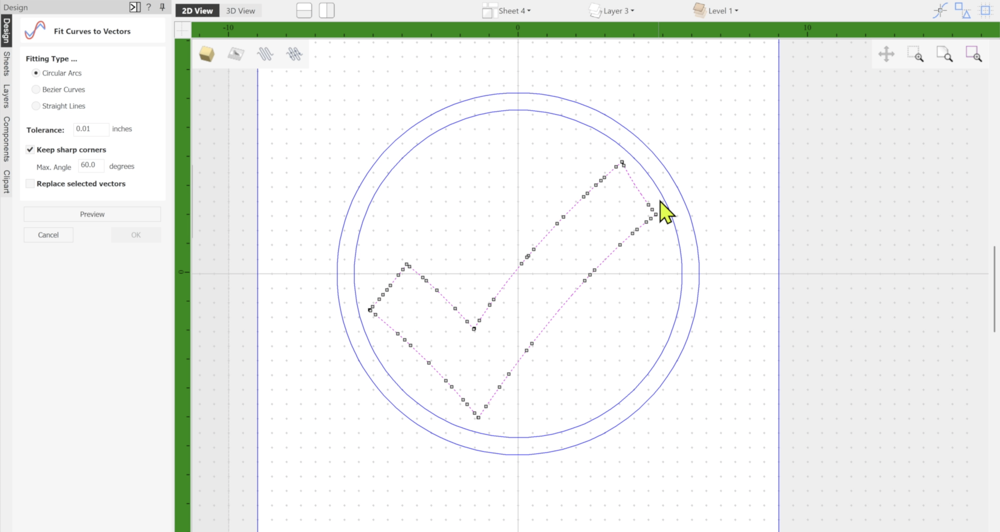 Design
?
2D View
3D View
Sheet 4
Layer 3
Level 1
Design
Sheets
Layers
Components
Clipart
Fit Curves to Vectors
Fitting Type ...
Circular Arcs
Bezier Curves
Straight Lines
Tolerance: 0.01 inches
Keep sharp corners
Max. Angle 60.0 degrees
Replace selected vectors
Preview
Cancel
OK
-10
0
10
0